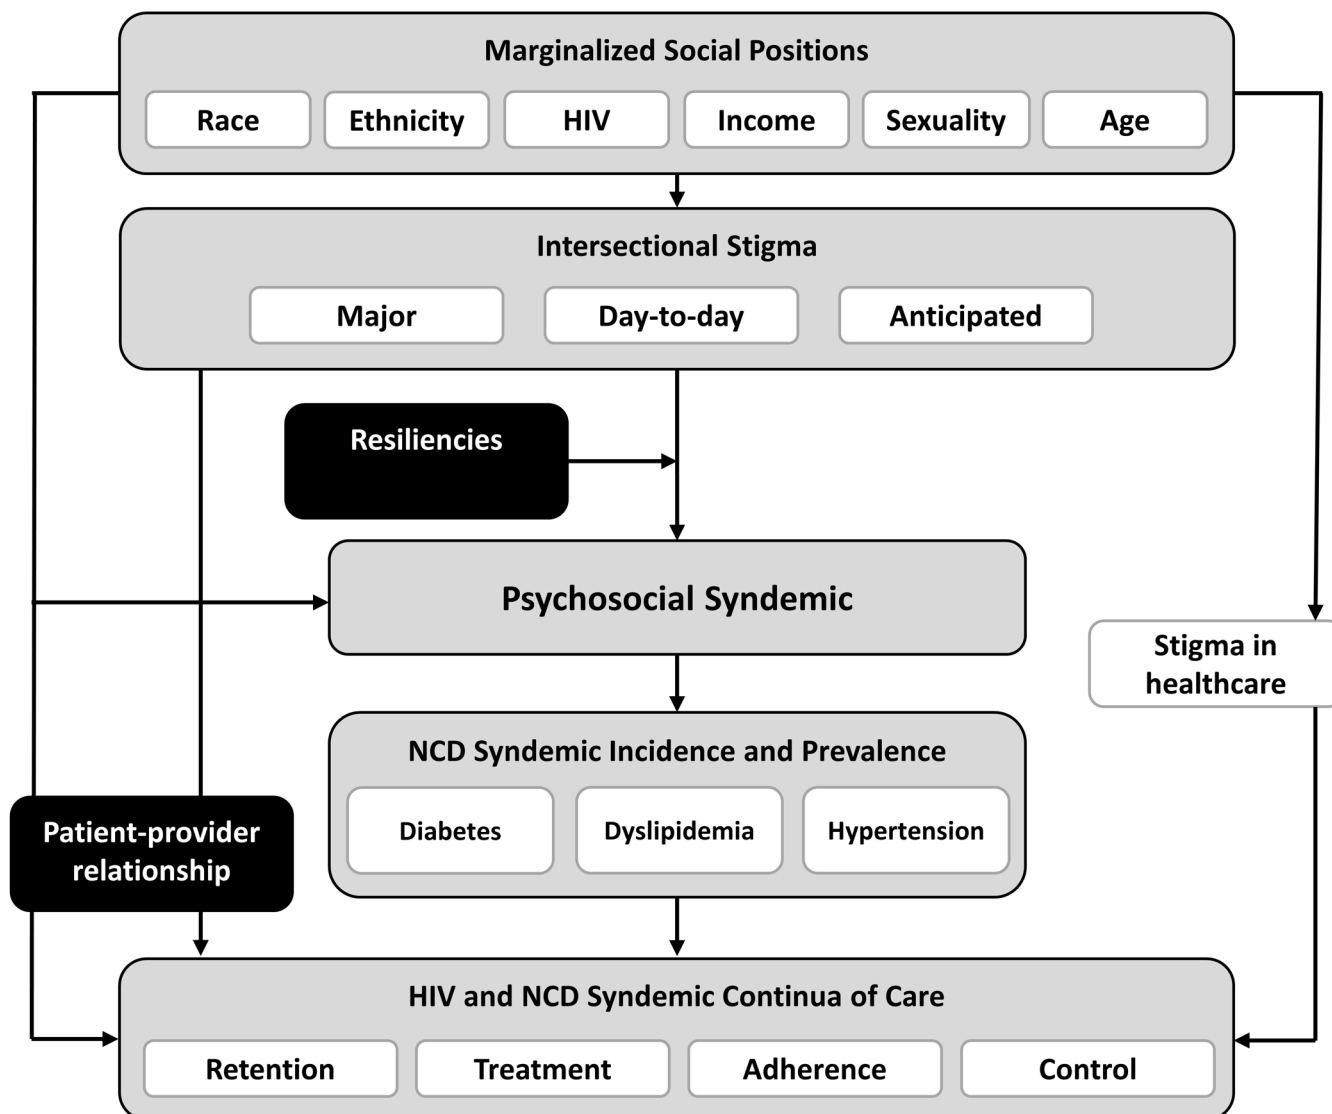 Marginalized Social Positions
Race
Ethnicity
HIV
Income
Sexuality
Age
Intersectional Stigma
Major
Day-to-day
Anticipated
Resiliencies
Psychosocial Syndemic
Stigma in
healthcare
NCD Syndemic Incidence and Prevalence
Diabetes
Dyslipidemia
Hypertension
Patient-provider
relationship
HIV and NCD Syndemic Continua of Care
Retention
Treatment
Adherence
Control